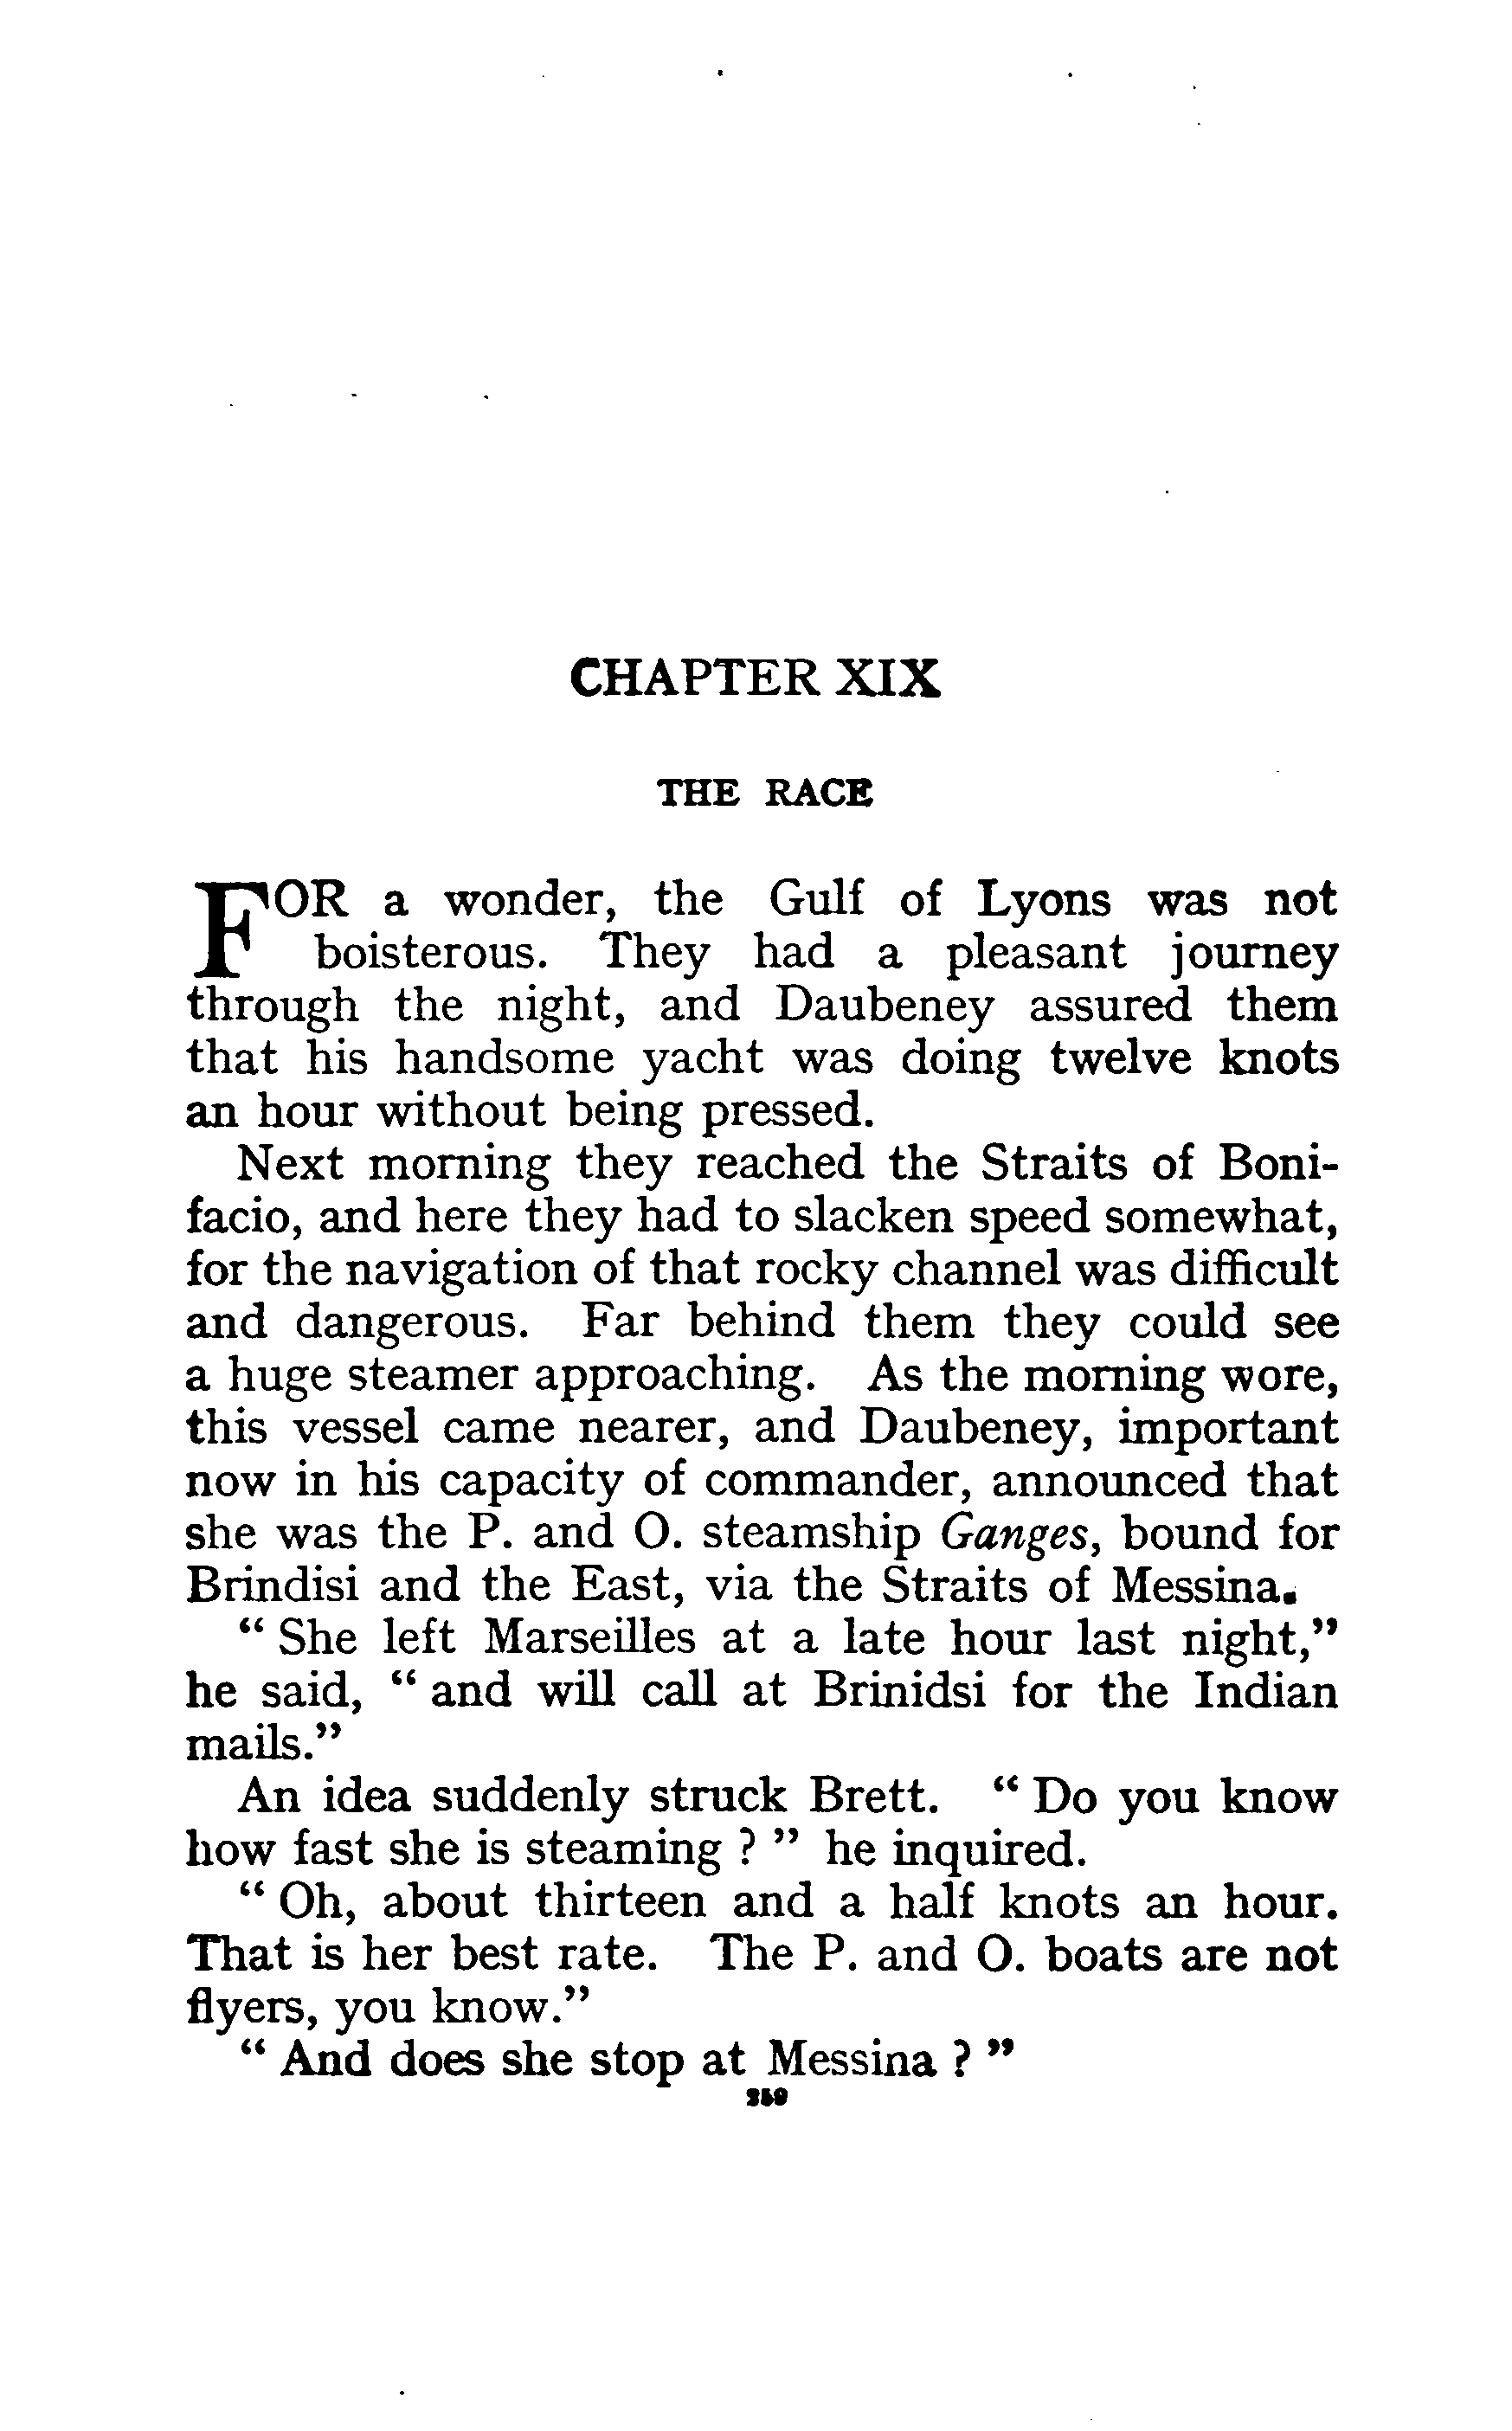 CHAPTER XIX
THE RACE
FOR a wonder, the Gulf of Lyons was not
boisterous. They had a pleasant journey
through the night, and Daubeney assured them
that his handsome yacht was doing twelve knots
an hour without being pressed.
Next morning they reached the Straits of Boni-
facio, and here they had to slacken speed somewhat,
for the navigation of that rocky channel was difficult
and dangerous. Far behind them they could see
a huge steamer approaching. As the morning wore,
this vessel came nearer, and Daubeney, important
now in his capacity of commander, announced that
she was the P. and O. steamship Ganges, bound for
Brindisi and the East, via the Straits of Messina.
“ She left Marseilles at a late hour last night,”
he said, “ and will call at Brinidsi for the Indian
mails.”
An idea suddenly struck Brett. “ Do you know
how fast she is steaming ? ” he inquired.
“ Oh, about thirteen and a half knots an hour.
That is her best rate. The P. and O. boats are not
flyers, you know.”
“ And does she stop at Messina ? ”